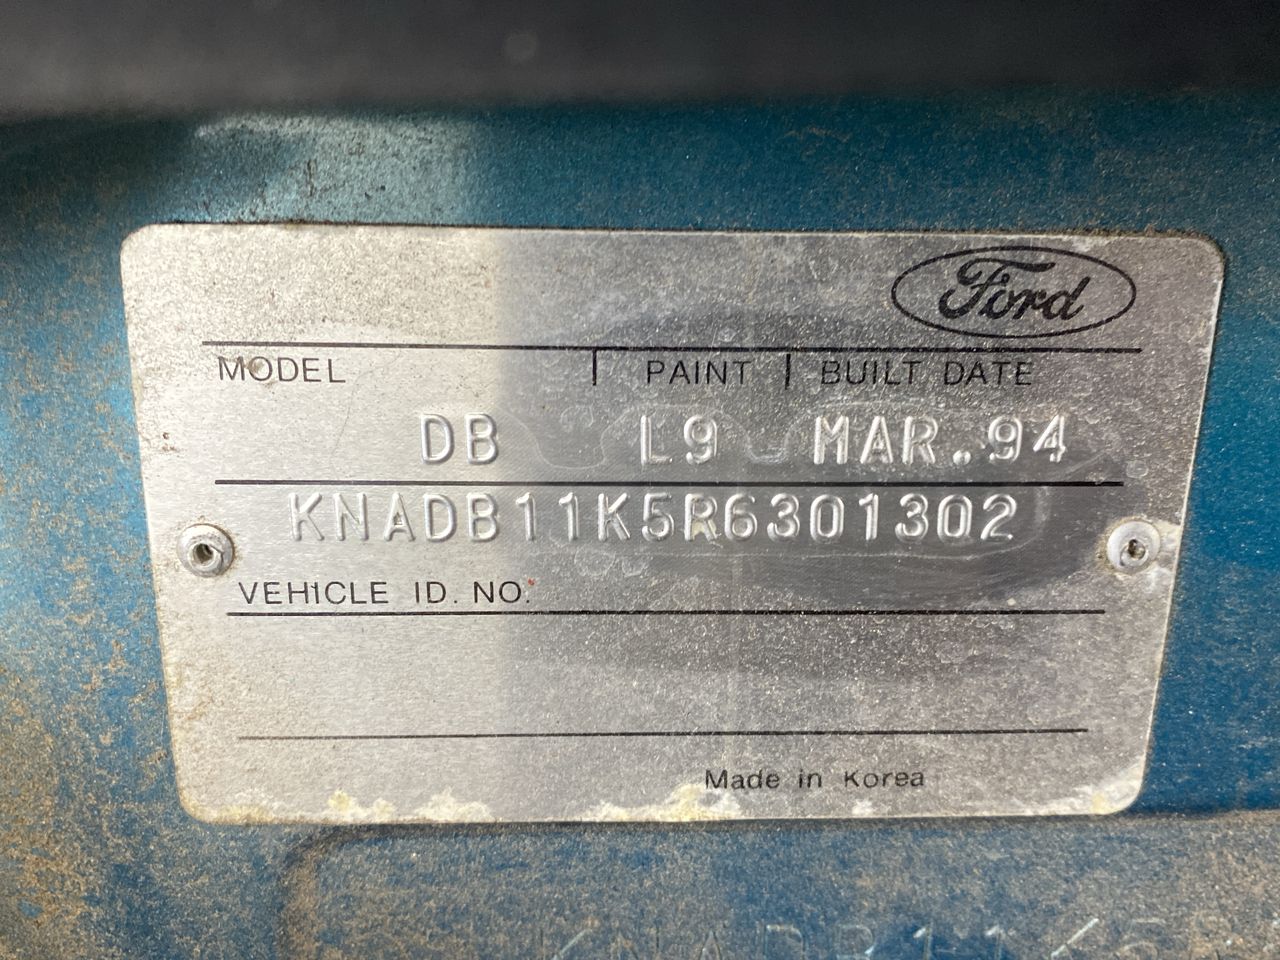 Ford
MODEL PAINT BUILT DATE
DB L9 MAR.94
KNADB11K5R6301302
VEHICLE ID. NO.
Made in Korea